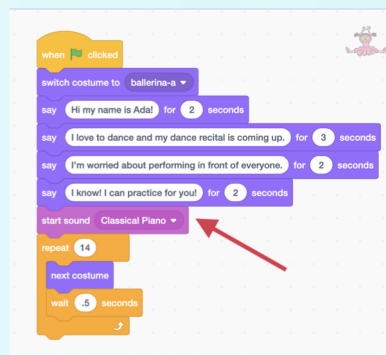 when clicked
switch costume to ballerina-a
say Hi my name is Ada! for 2 seconds
say I love to dance and my dance recital is coming up. for 3 seconds
say I'm worried about performing in front of everyone. for 2 seconds
say I know! I can practice for you! for 2 seconds
start sound Classical Piano
repeat 14
next costume
wait .5 seconds